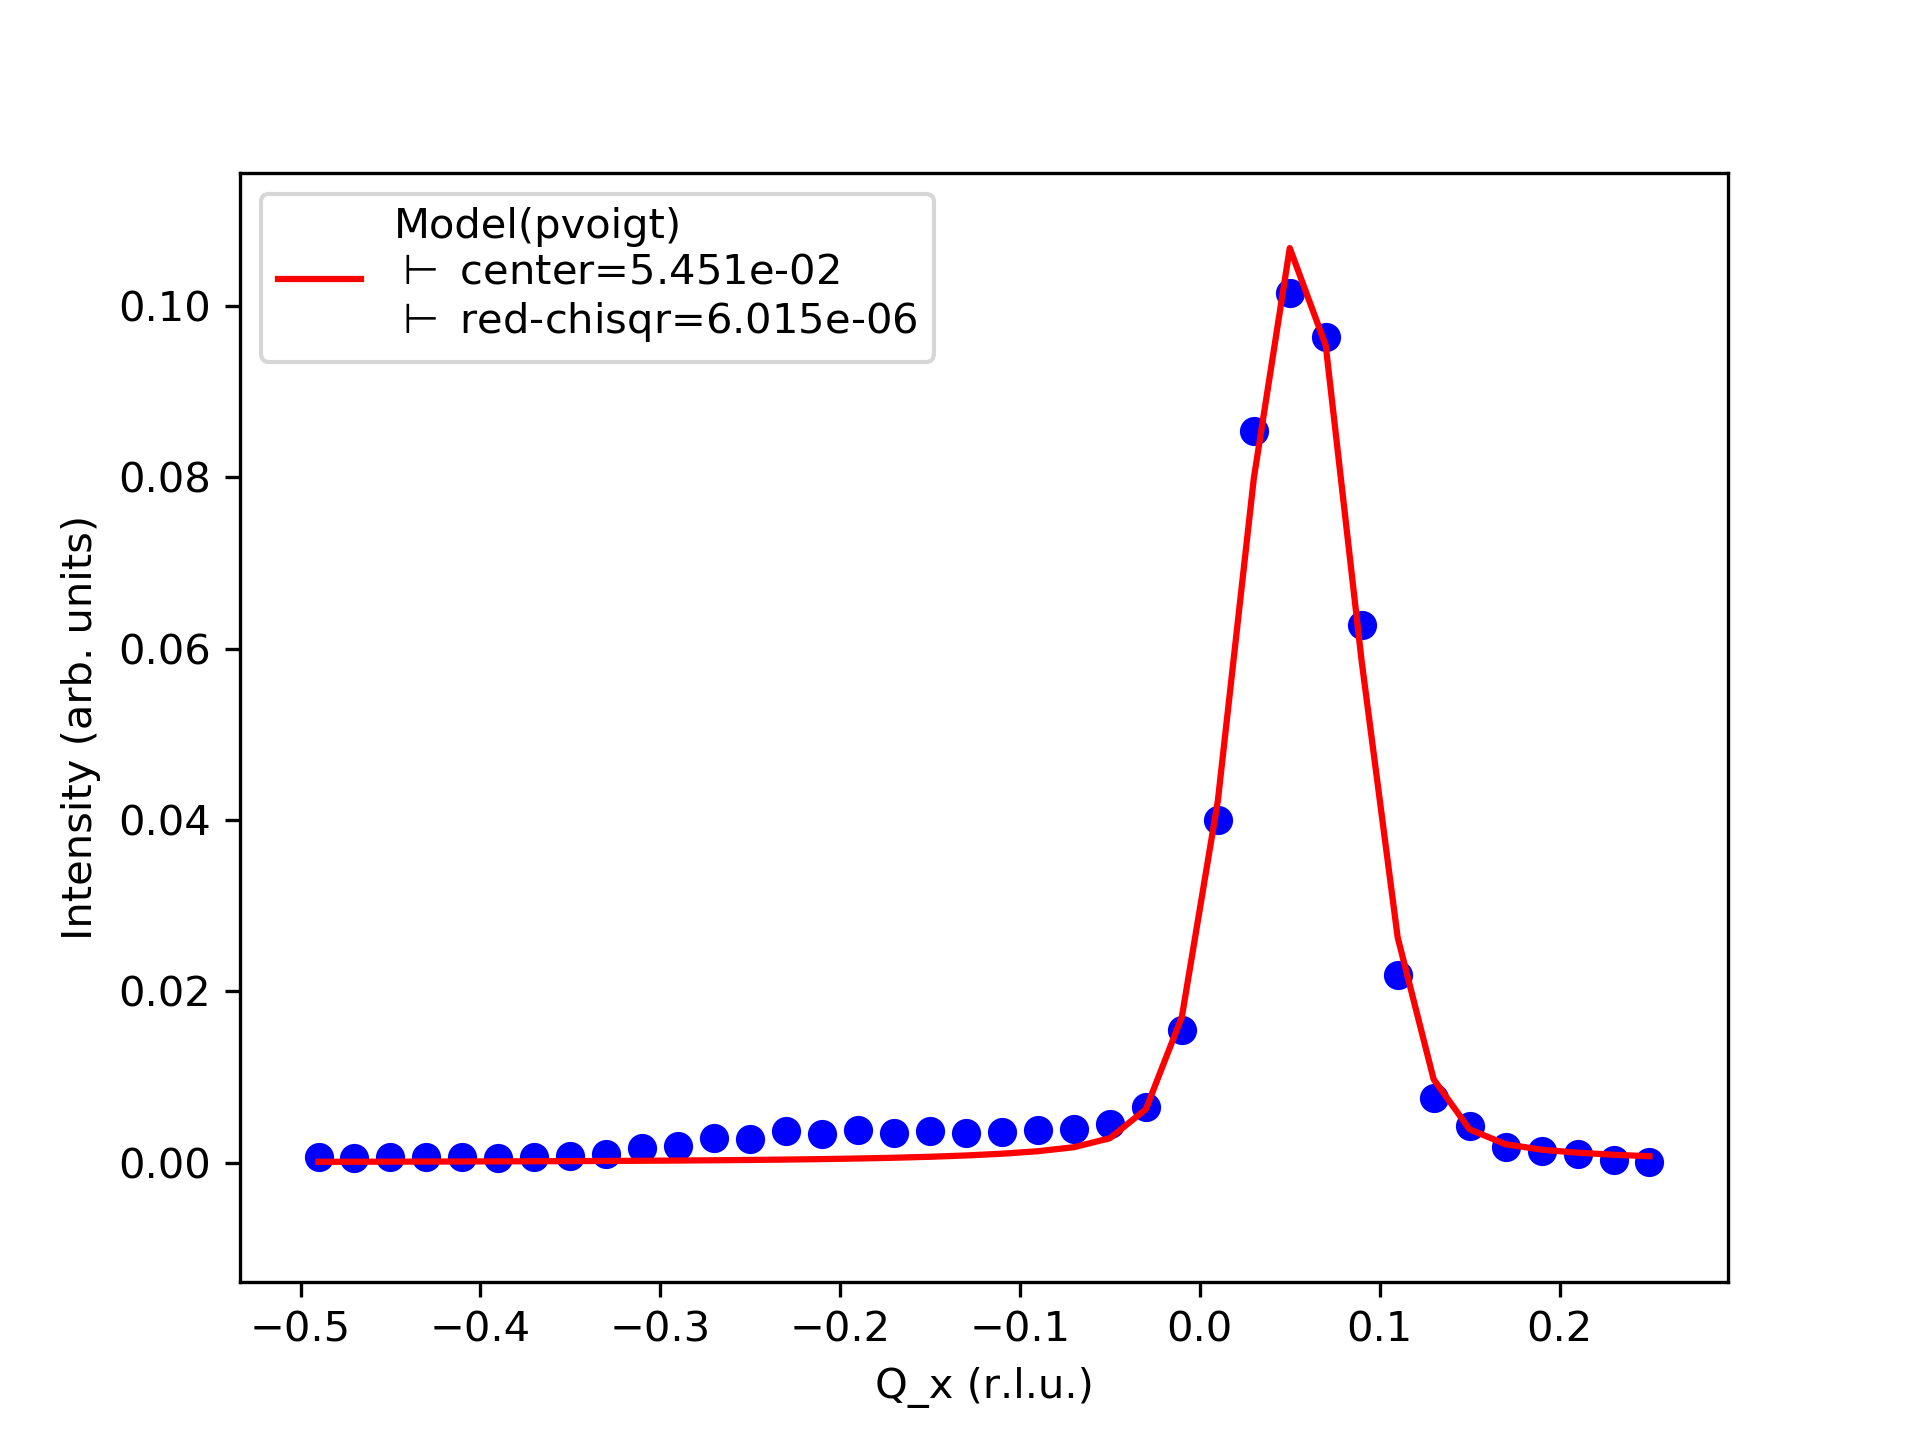 Model(pvoigt)
⊢ center=5.451e-02
⊢ red-chisqr=6.015e-06
0.10
0.08
0.06
0.04
0.02
0.00
Intensity (arb. units)
−0.5 −0.4 −0.3 −0.2 −0.1 0.0 0.1 0.2
Q_x (r.l.u.)